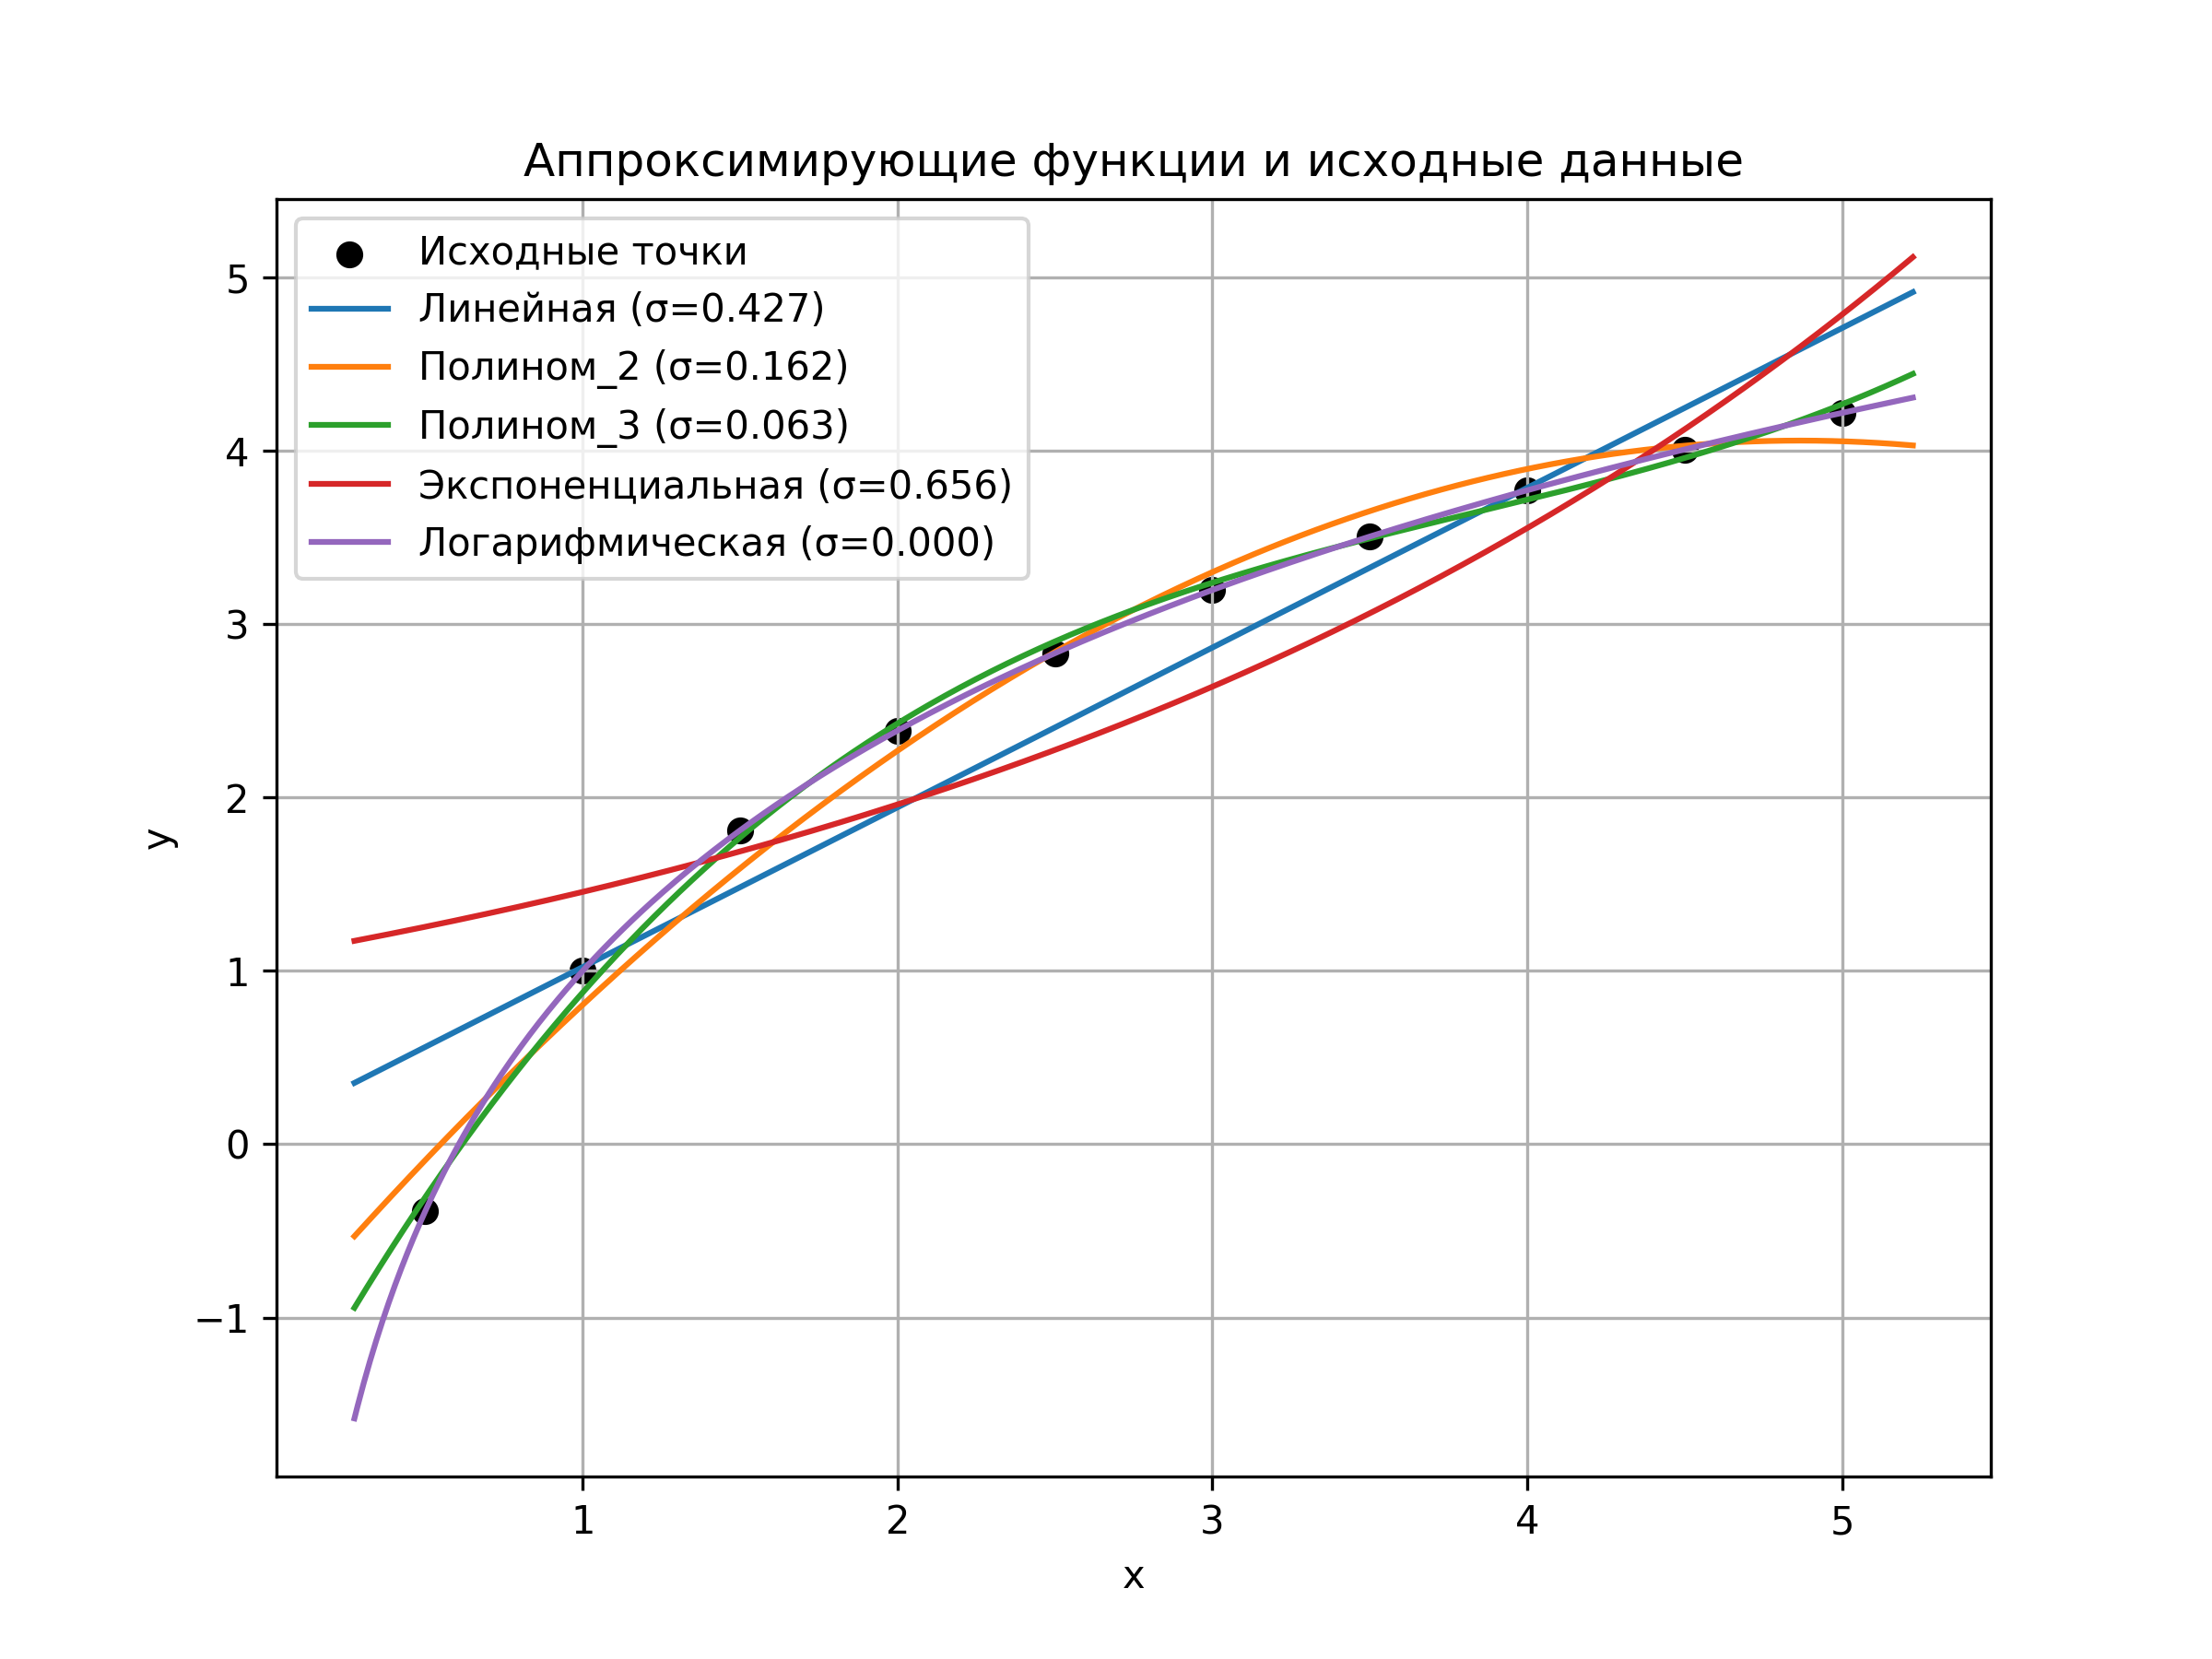 Аппроксимирующие функции и исходные данные
Исходные точки
Линейная (σ=0.427)
Полином_2 (σ=0.162)
Полином_3 (σ=0.063)
Экспоненциальная (σ=0.656)
Логарифмическая (σ=0.000)
5
4
3
2
1
0
−1
y
1 2 3 4 5
x